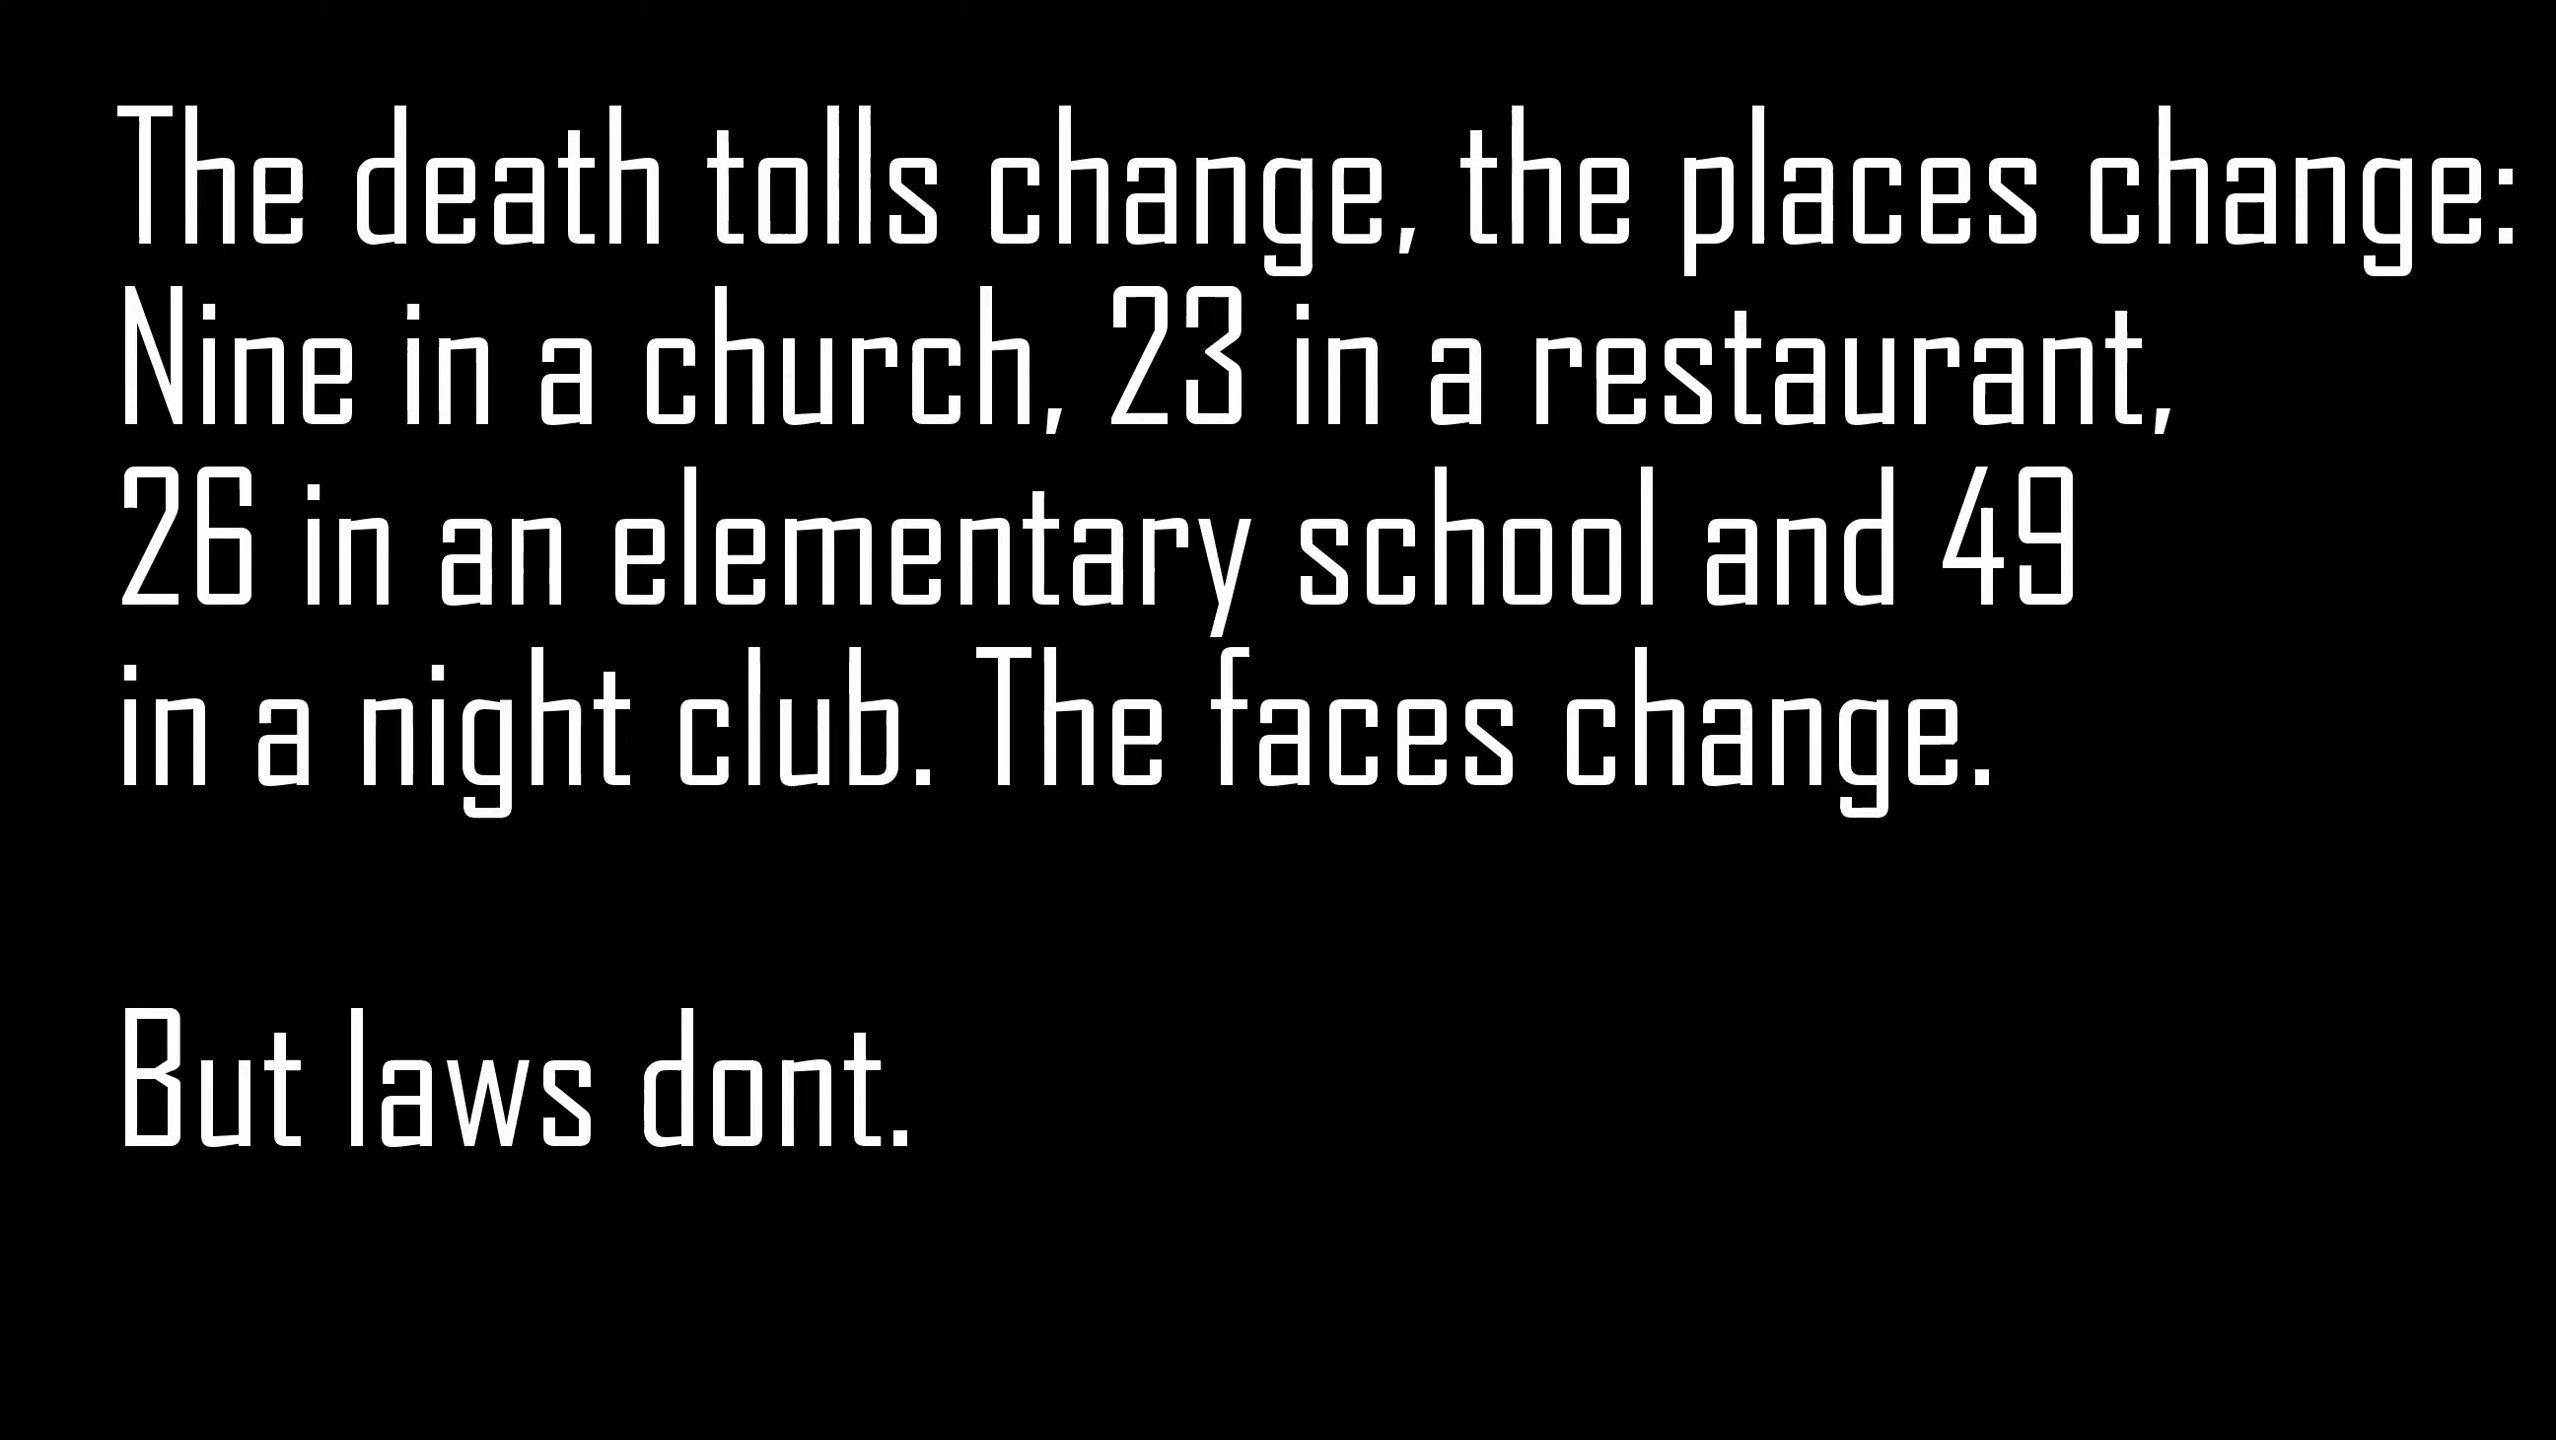 The death tolls change, the places change:
Nine in a church, 23 in a restaurant,
26 in an elementary school and 49
in a night club. The faces change.
But laws dont.